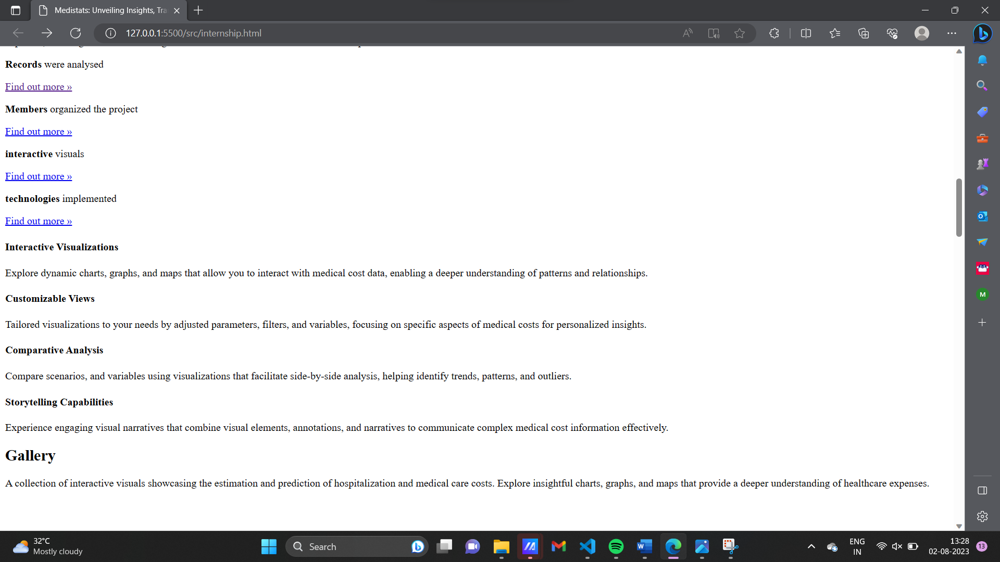 Medistats: Unveiling Insights, Tra
127.0.0.1:5500/src/internship.html
Records were analysed
Find out more »
Members organized the project
Find out more »
interactive visuals
Find out more »
technologies implemented
Find out more »
Interactive Visualizations
Explore dynamic charts, graphs, and maps that allow you to interact with medical cost data, enabling a deeper understanding of patterns and relationships.
Customizable Views
Tailored visualizations to your needs by adjusted parameters, filters, and variables, focusing on specific aspects of medical costs for personalized insights.
Comparative Analysis
Compare scenarios, and variables using visualizations that facilitate side-by-side analysis, helping identify trends, patterns, and outliers.
Storytelling Capabilities
Experience engaging visual narratives that combine visual elements, annotations, and narratives to communicate complex medical cost information effectively.
Gallery
A collection of interactive visuals showcasing the estimation and prediction of hospitalization and medical care costs. Explore insightful charts, graphs, and maps that provide a deeper understanding of healthcare expenses.
M
32°C
Mostly cloudy
Search
ENG
IN
13:28
02-08-2023
13